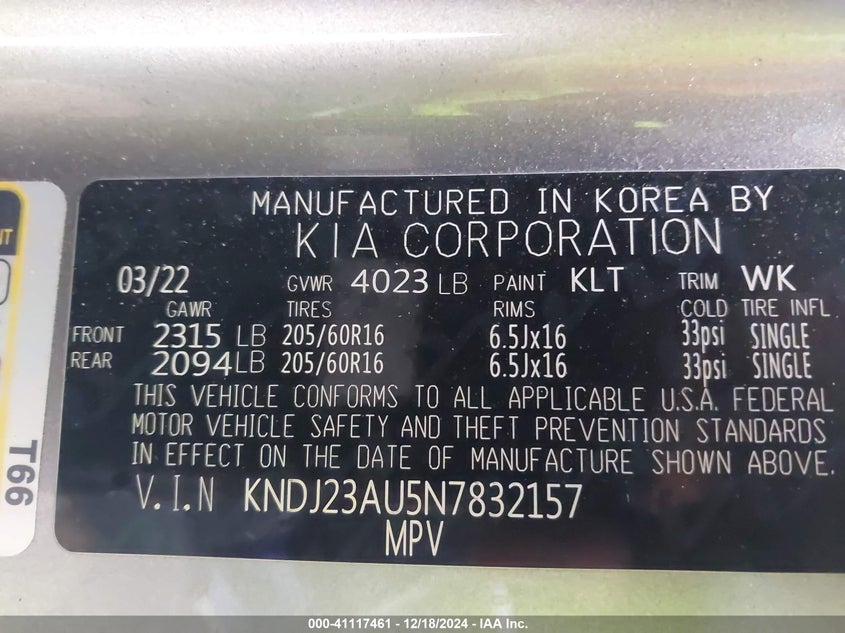 MANUFACTURED IN KOREA BY
KIA CORPORATION
03/22 GVWR 4023 LB PAINT KLT TRIM WK
GAWR TIRES RIMS COLD TIRE INFL
FRONT 2315 LB 205/60R16 6.5Jx16 33psi SINGLE
REAR 2094 LB 205/60R16 6.5Jx16 33psi SINGLE
THIS VEHICLE CONFORMS TO ALL APPLICABLE U.S.A. FEDERAL
MOTOR VEHICLE SAFETY AND THEFT PREVENTION STANDARDS
IN EFFECT ON THE DATE OF MANUFACTURE SHOWN ABOVE.
V.I.N KNDJ23AU5N7832157
MPV
T66
000-41117461 - 12/18/2024 - IAA Inc.